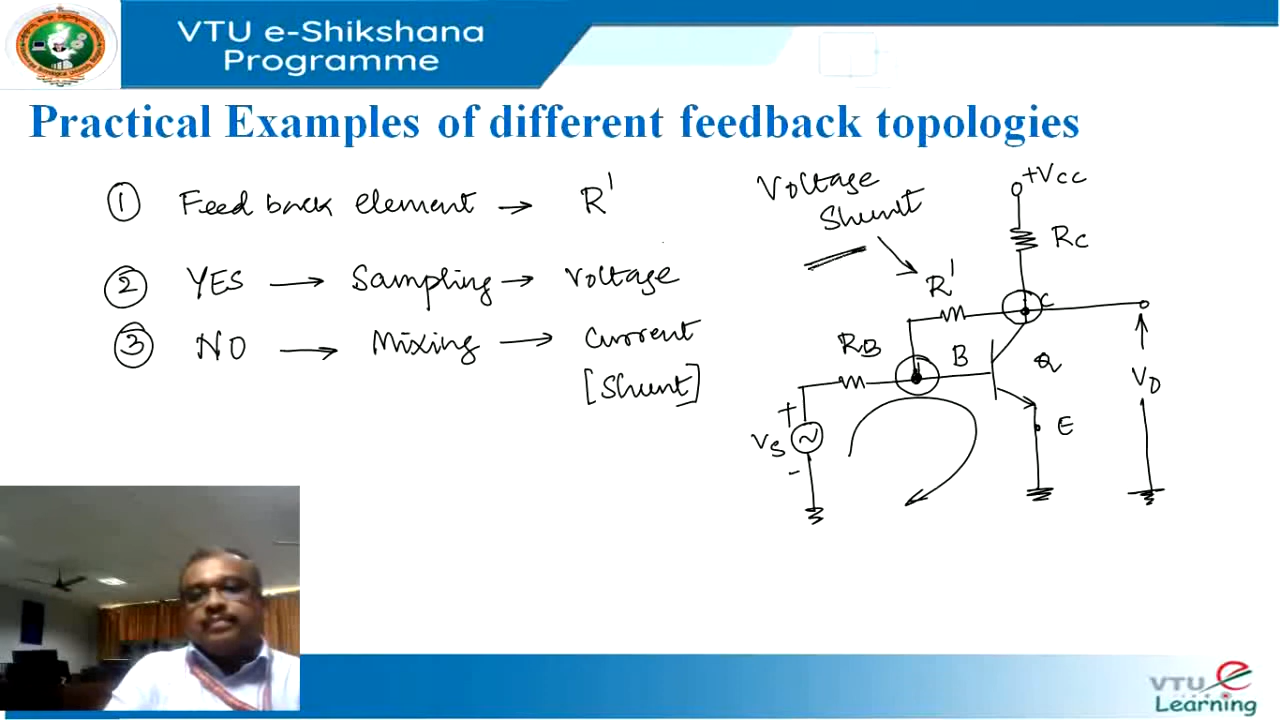 VTU e-Shikshana
Programme
Practical Examples of different feedback topologies
① Feed back element → R'
② YES → Sampling → Voltage
③ NO → Mixing → Current
[Shunt]
Voltage
Shunt
+VCC
RC
R'
C
RB
B
Q
VO
VS
+
-
E
VTU e
Learning